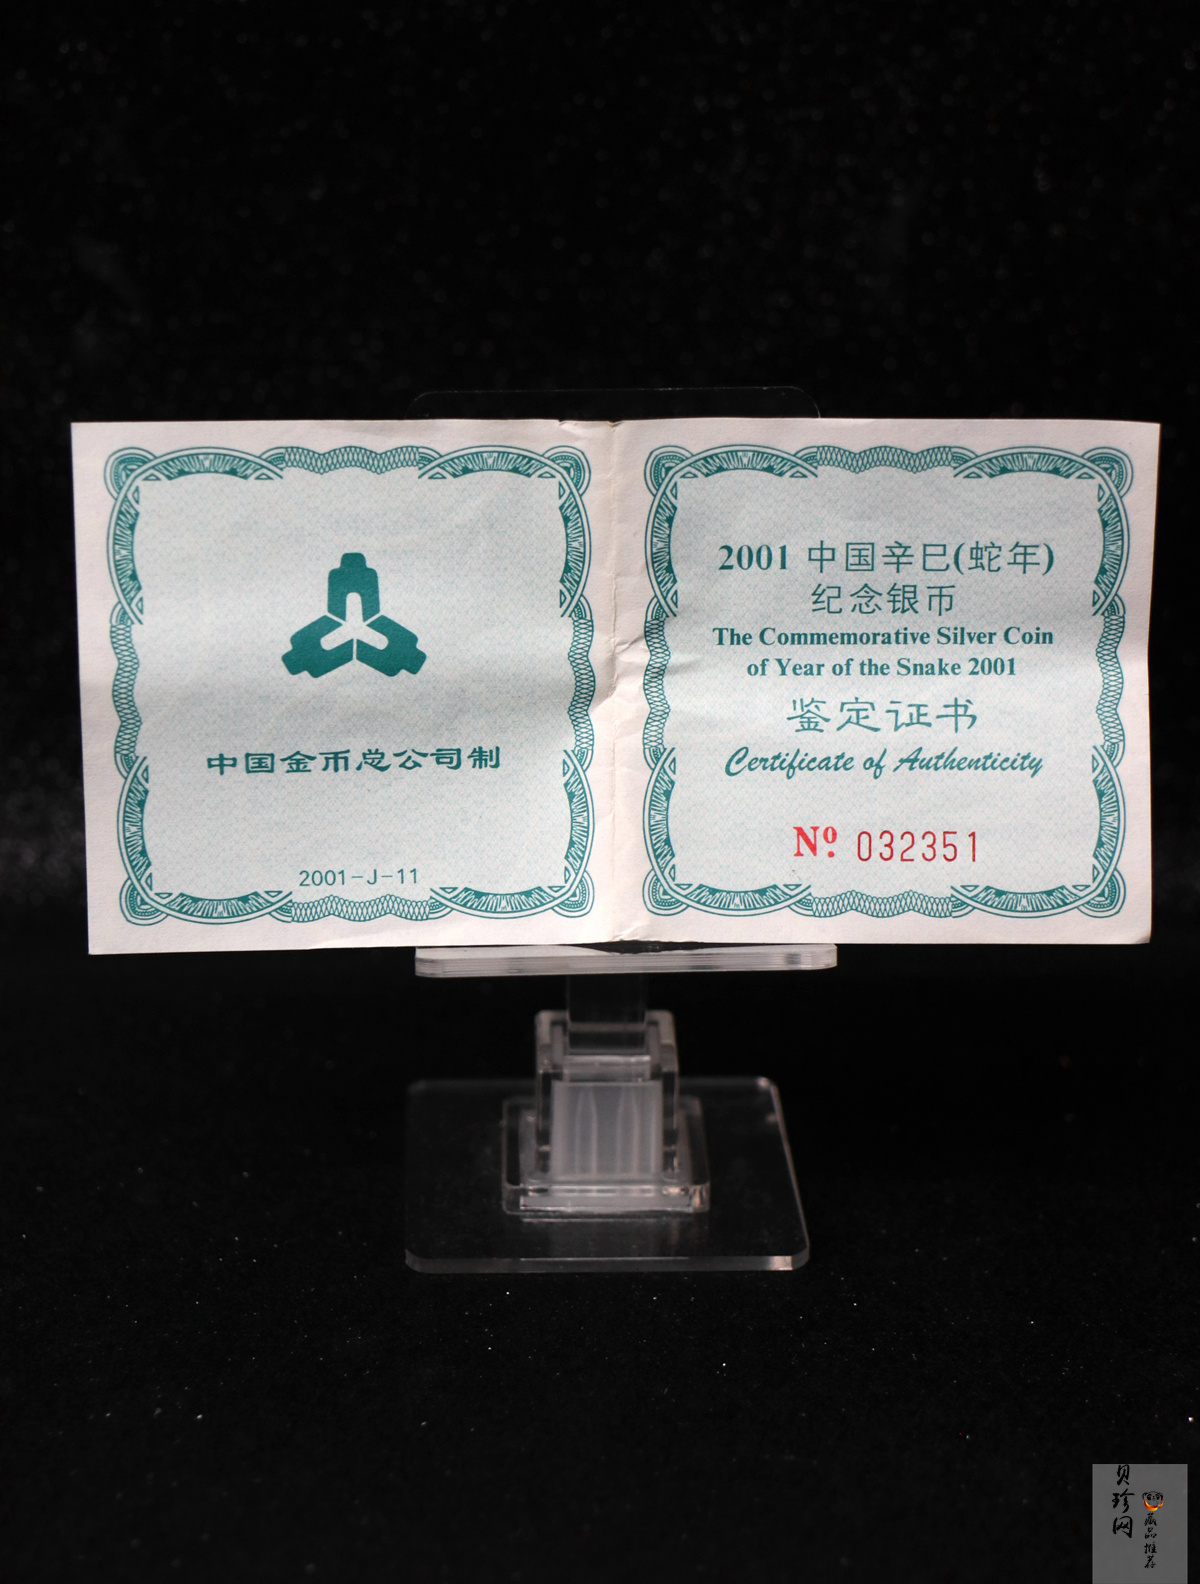 中国金币总公司制
2001-J-11
2001 中国辛巳(蛇年)
纪念银币
The Commemorative Silver Coin
of Year of the Snake 2001
鉴定证书
Certificate of Authenticity
Nº 032351
贝珍网
藏品推荐